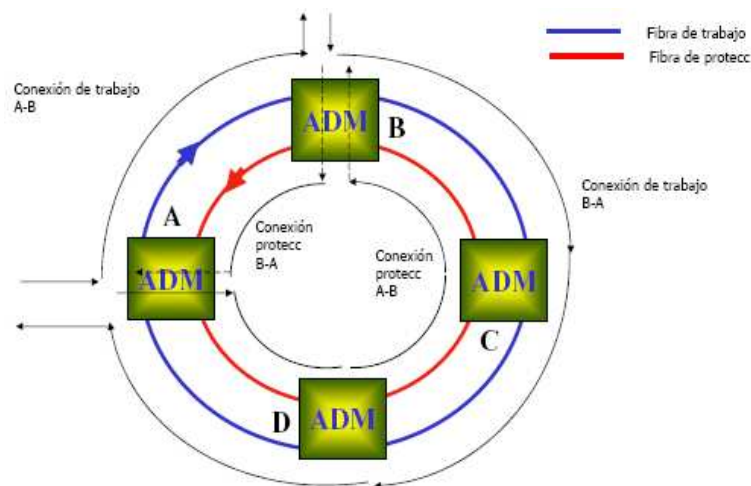 Fibra de trabajo
Fibra de protecc
Conexión de trabajo
A-B
ADM
B
Conexión de trabajo
B-A
A
Conexión
protecc
B-A
Conexión
protecc
A-B
ADM
ADM
C
D
ADM